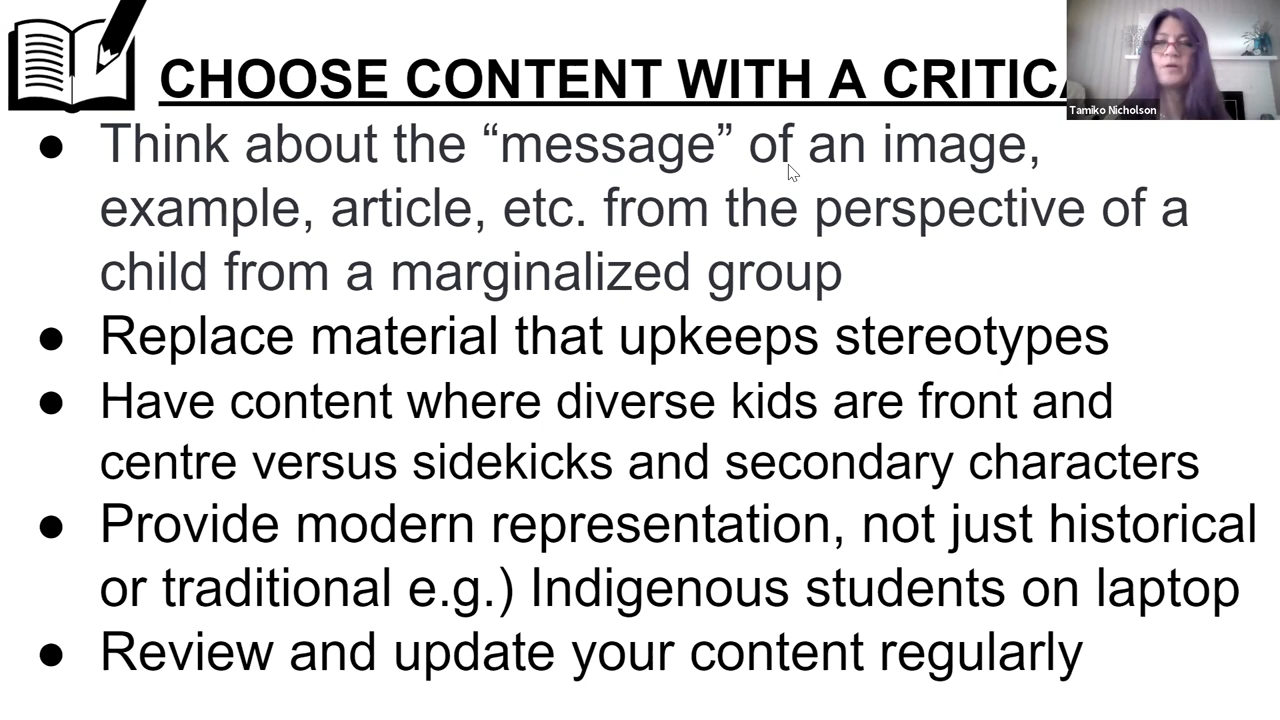 CHOOSE CONTENT WITH A
Tamiko Nicholson
● Think about the “message” of an image,
example, article, etc. from the perspective of a
child from a marginalized group
● Replace material that upkeeps stereotypes
● Have content where diverse kids are front and
centre versus sidekicks and secondary characters
● Provide modern representation, not just historical
or traditional e.g.) Indigenous students on laptop
● Review and update your content regularly